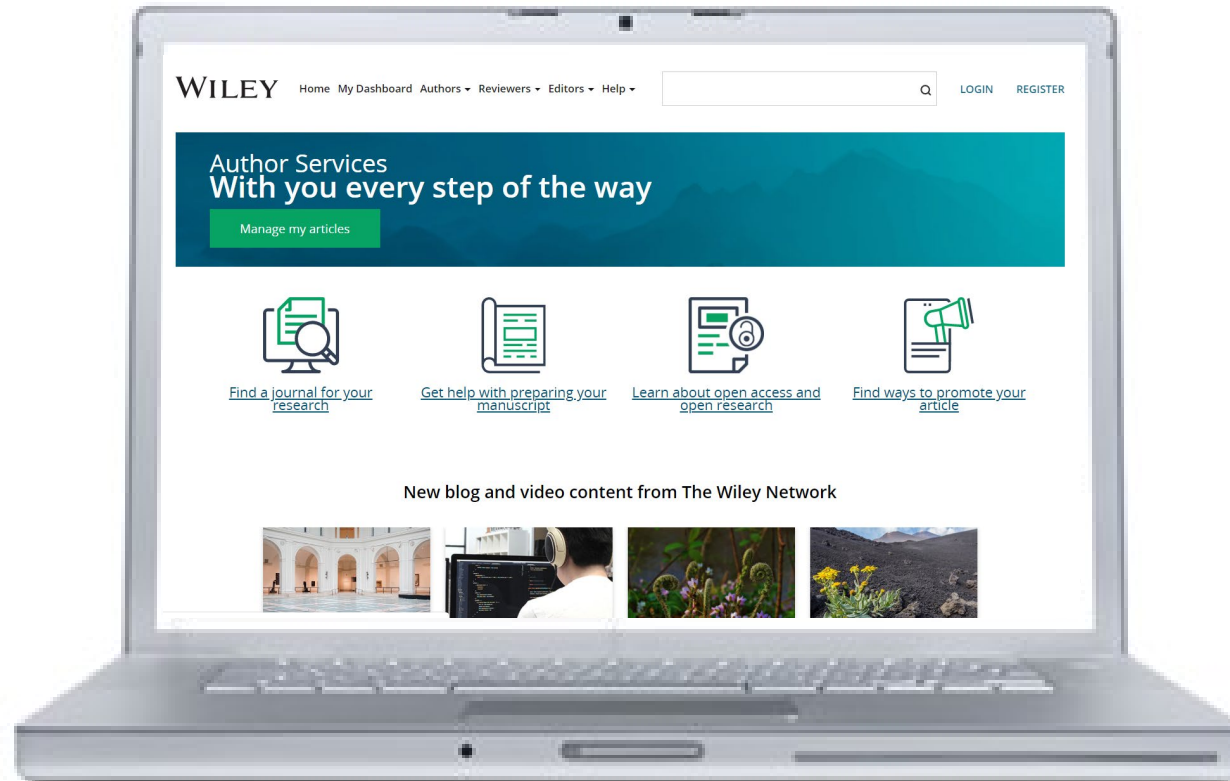 WILEY Home My Dashboard Authors Reviewers Editors Help LOGIN REGISTER
Author Services
With you every step of the way
Manage my articles
Find a journal for your
research
Get help with preparing your
manuscript
Learn about open access and
open research
Find ways to promote your
article
New blog and video content from The Wiley Network